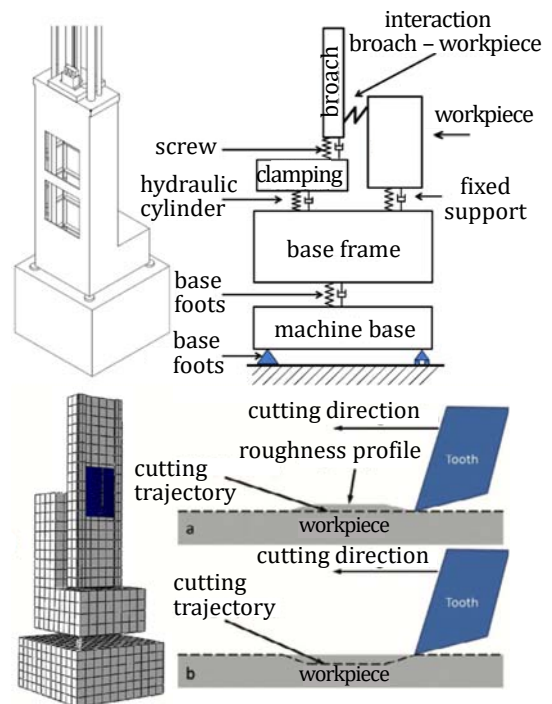 interaction
broach – workpiece
broach
workpiece
screw
clamping
hydraulic
cylinder
fixed
support
base frame
base
foots
machine base
base
foots
cutting direction
roughness profile
Tooth
cutting
trajectory
workpiece
a
cutting direction
cutting
trajectory
Tooth
workpiece
b